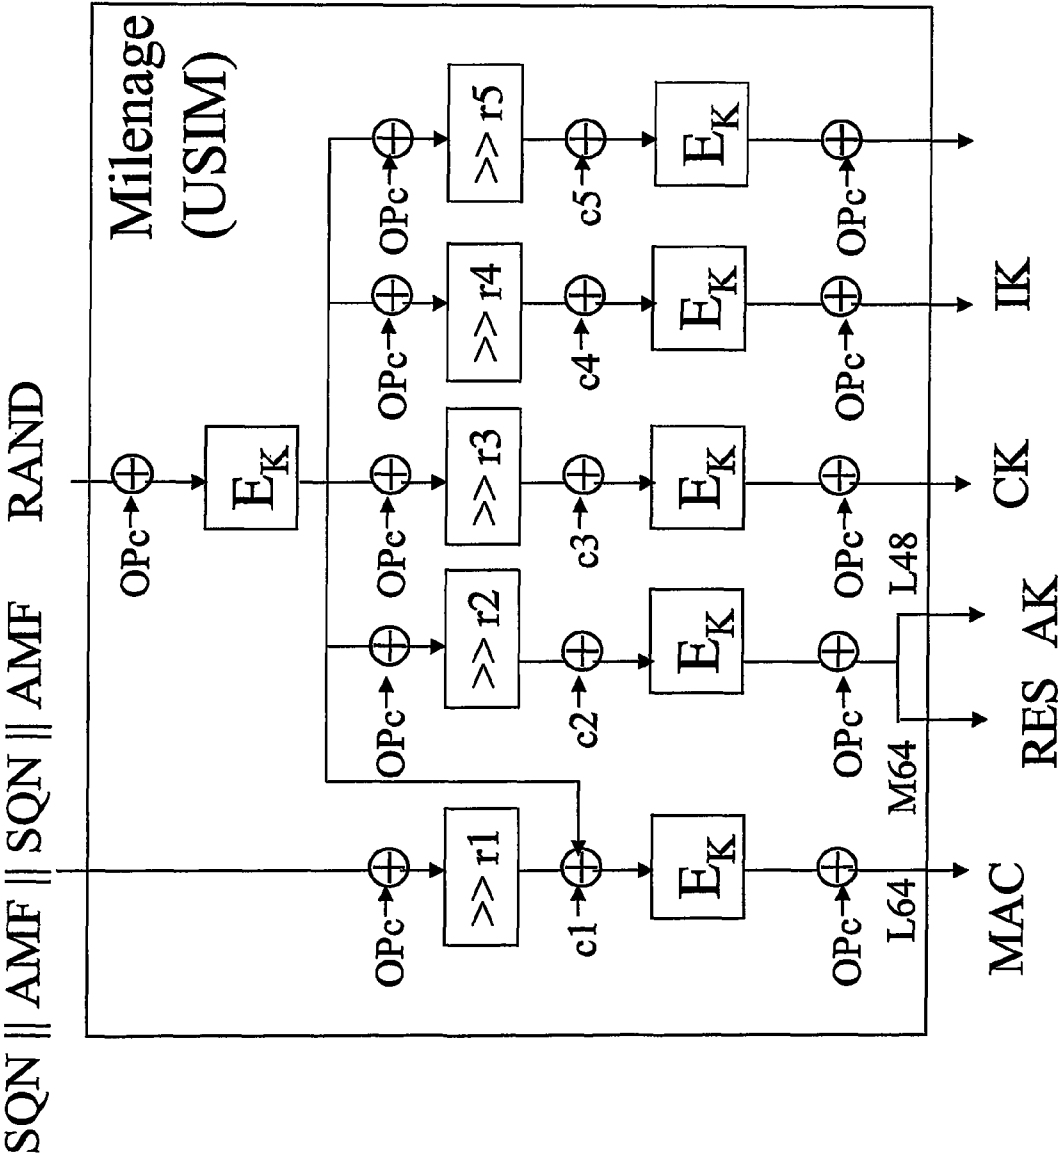 SQN || AMF || SQN || AMF RAND
Milenage
(USIM)
OPc
E_K
OPc OPc OPc OPc OPc
>> r1 >> r2 >> r3 >> r4 >> r5
c1 c2 c3 c4 c5
E_K E_K E_K E_K E_K
OPc OPc OPc OPc OPc
L64 M64 L48
MAC RES AK CK IK